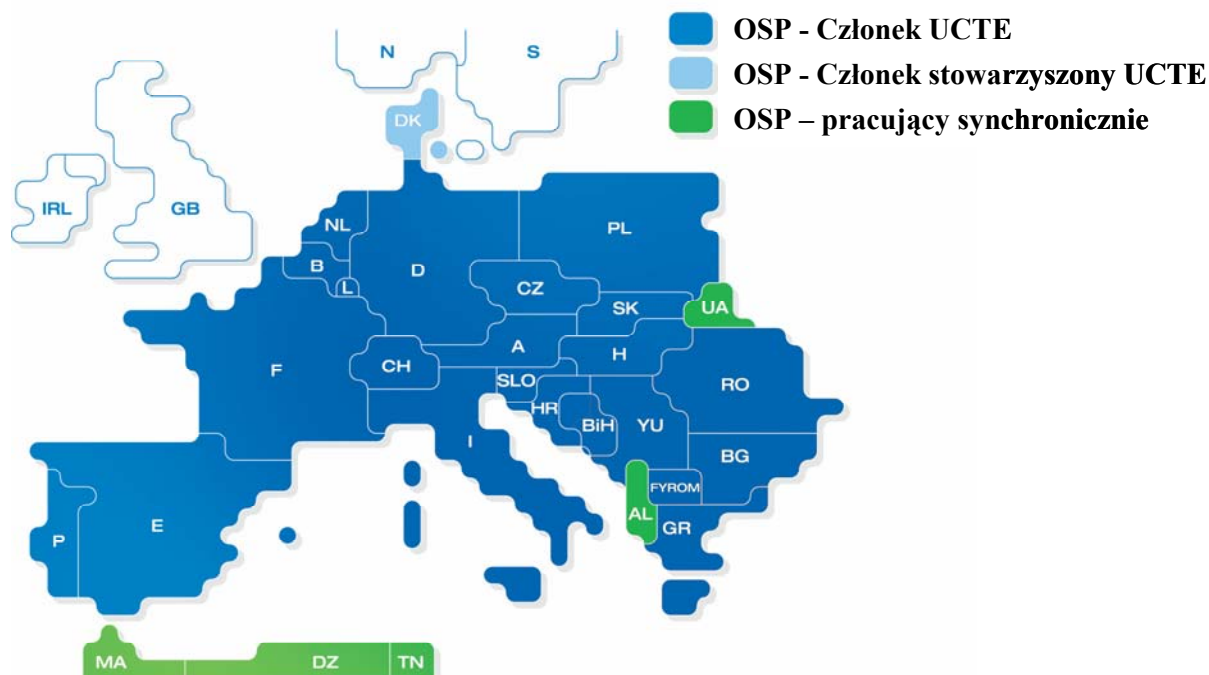 OSP - Członek UCTE
OSP - Członek stowarzyszony UCTE
OSP – pracujący synchronicznie
N
S
DK
IRL
GB
NL
PL
B
D
L
CZ
SK
UA
A
CH
H
F
SLO
RO
HR
BiH
YU
I
BG
FYROM
AL
GR
P
E
MA
DZ
TN